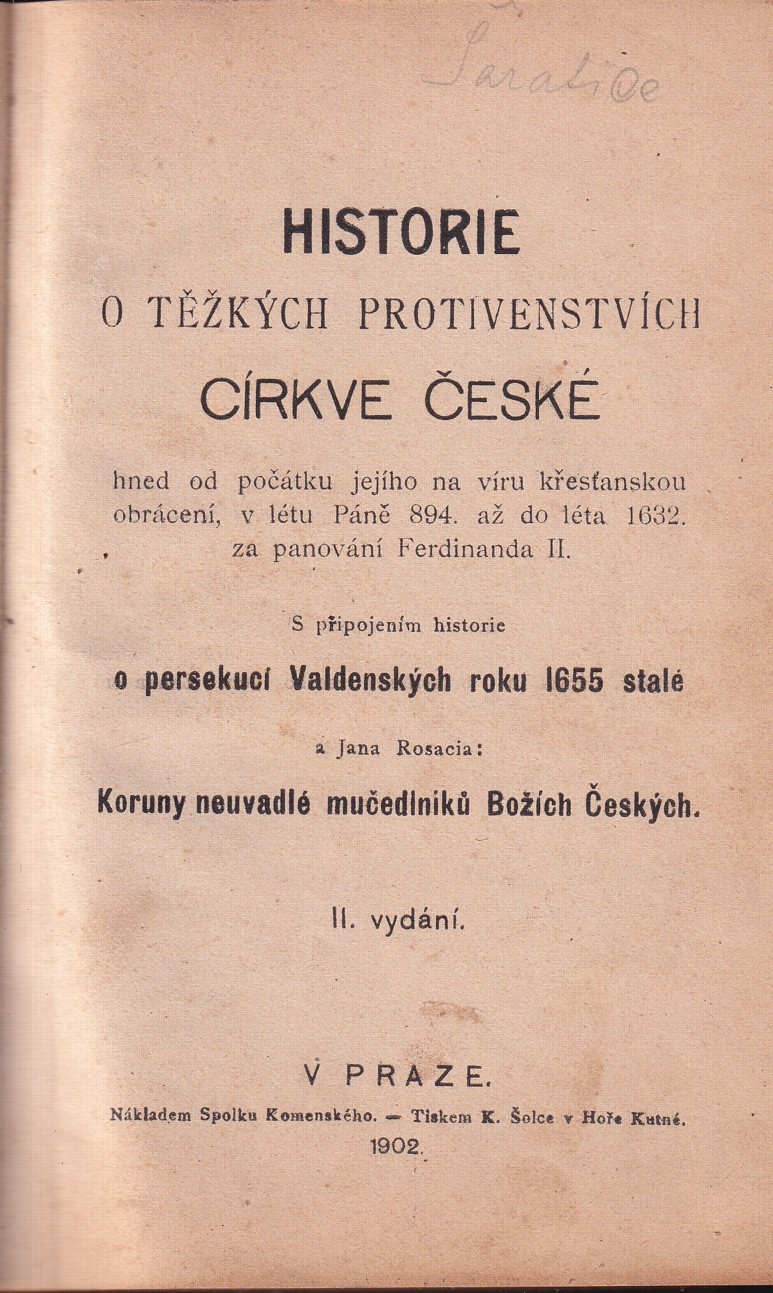 Šaratice
HISTORIE
O TĚŽKÝCH PROTIVENSTVÍCH
CÍRKVE ČESKÉ
hned od počátku jejího na víru křesťanskou
obrácení, v létu Páně 894. až do léta 1632.
za panování Ferdinanda II.
S připojením historie
o persekucí Valdenských roku 1655 stalé
a Jana Rosacia:
Koruny neuvadlé mučedlníků Božích Českých.
II. vydání.
V PRAZE.
Nákladem Spolku Komenského. — Tiskem K. Šolce v Hoře Kutné.
1902.